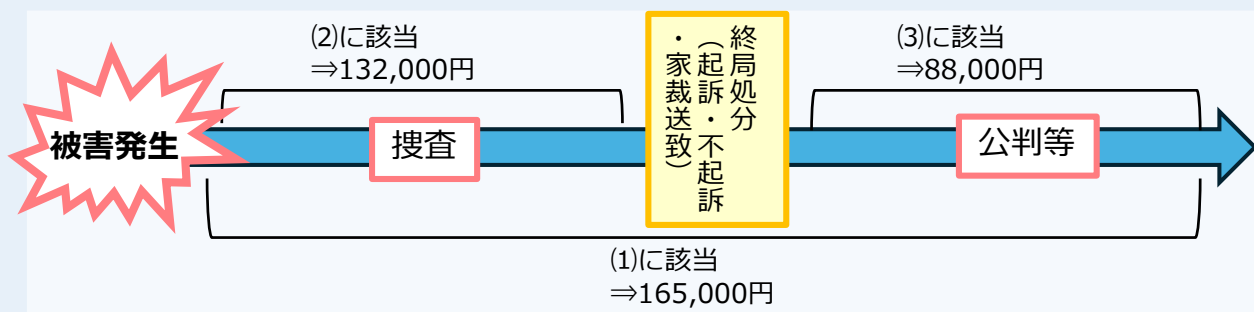 ⑵に該当
⇒132,000円
終局処分
（起訴・不起訴
・家裁送致）
⑶に該当
⇒88,000円
被害発生
捜査
公判等
⑴に該当
⇒165,000円